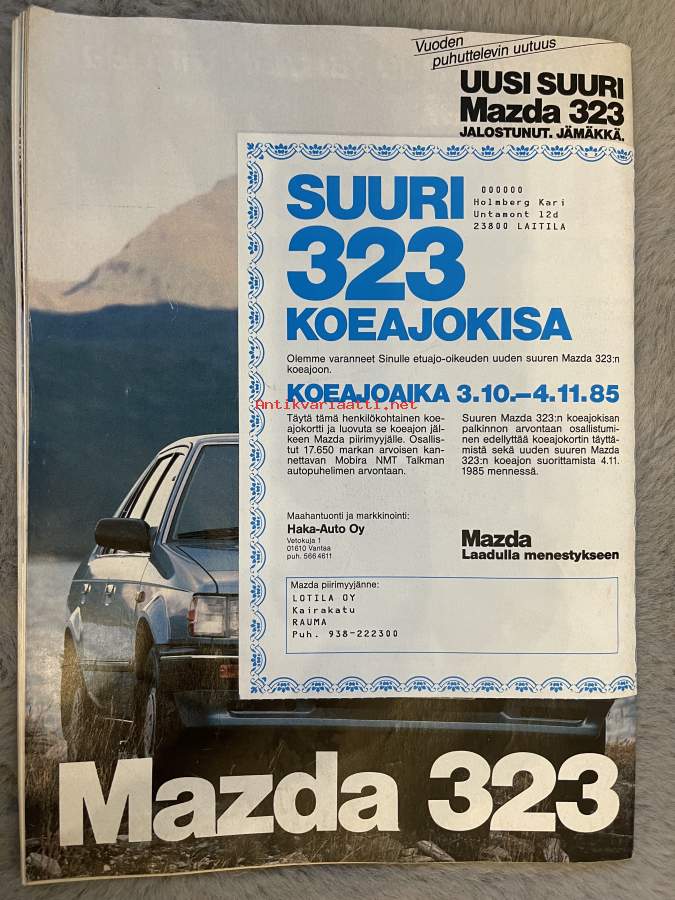 Vuoden
puhuttelevin uutuus
UUSI SUURI
Mazda 323
JALOSTUNUT. JÄMÄKKÄ.
SUURI
323
KOEAJOKISA
000000
Holmberg Kari
Untamont 12d
23800 LAITILA
Olemme varanneet Sinulle etuajo-oikeuden uuden suuren Mazda 323:n
koeajoon.
KOEAJOAIKA 3.10.—4.11.85
Antikvariaatti.net
Täytä tämä henkilökohtainen koe-
ajokortti ja luovuta se koeajon jäl-
keen Mazda piirimyyjälle. Osallis-
tut 17.650 markan arvoisen kan-
nettavan Mobira NMT Talkman
autopuhelimen arvontaan.
Suuren Mazda 323:n koeajokisan
palkinnon arvontaan osallistumi-
nen edellyttää koeajokortin täyttä-
mistä sekä uuden suuren Mazda
323:n koeajon suorittamista 4.11.
1985 mennessä.
Maahantuonti ja markkinointi:
Haka-Auto Oy
Vetokuja 1
01610 Vantaa
puh. 566 4611
Mazda
Laadulla menestykseen
Mazda piirimyyjänne:
LOTILA OY
Kairakatu
RAUMA
Puh. 938-222300
Mazda 323